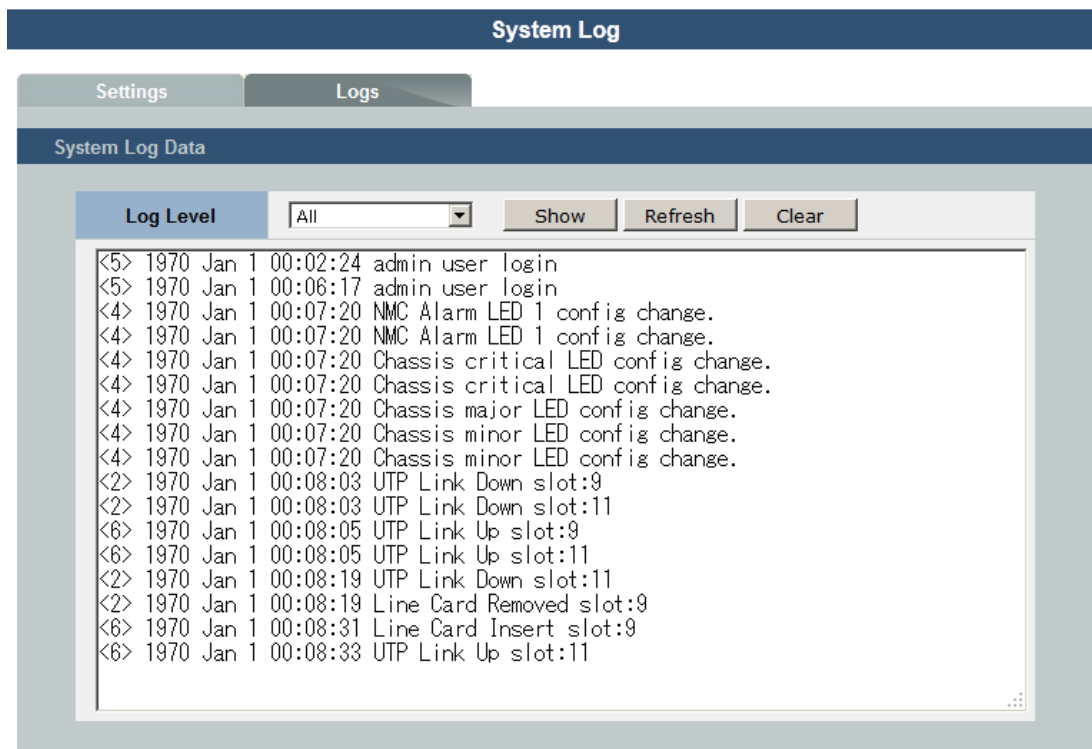 System Log
Settings Logs
System Log Data
Log Level All Show Refresh Clear
<5> 1970 Jan 1 00:02:24 admin user login
<5> 1970 Jan 1 00:06:17 admin user login
<4> 1970 Jan 1 00:07:20 NMC Alarm LED 1 config change.
<4> 1970 Jan 1 00:07:20 NMC Alarm LED 1 config change.
<4> 1970 Jan 1 00:07:20 Chassis critical LED config change.
<4> 1970 Jan 1 00:07:20 Chassis critical LED config change.
<4> 1970 Jan 1 00:07:20 Chassis major LED config change.
<4> 1970 Jan 1 00:07:20 Chassis minor LED config change.
<4> 1970 Jan 1 00:07:20 Chassis minor LED config change.
<2> 1970 Jan 1 00:08:03 UTP Link Down slot:9
<2> 1970 Jan 1 00:08:03 UTP Link Down slot:11
<6> 1970 Jan 1 00:08:05 UTP Link Up slot:9
<6> 1970 Jan 1 00:08:05 UTP Link Up slot:11
<2> 1970 Jan 1 00:08:19 UTP Link Down slot:11
<2> 1970 Jan 1 00:08:19 Line Card Removed slot:9
<6> 1970 Jan 1 00:08:31 Line Card Insert slot:9
<6> 1970 Jan 1 00:08:33 UTP Link Up slot:11